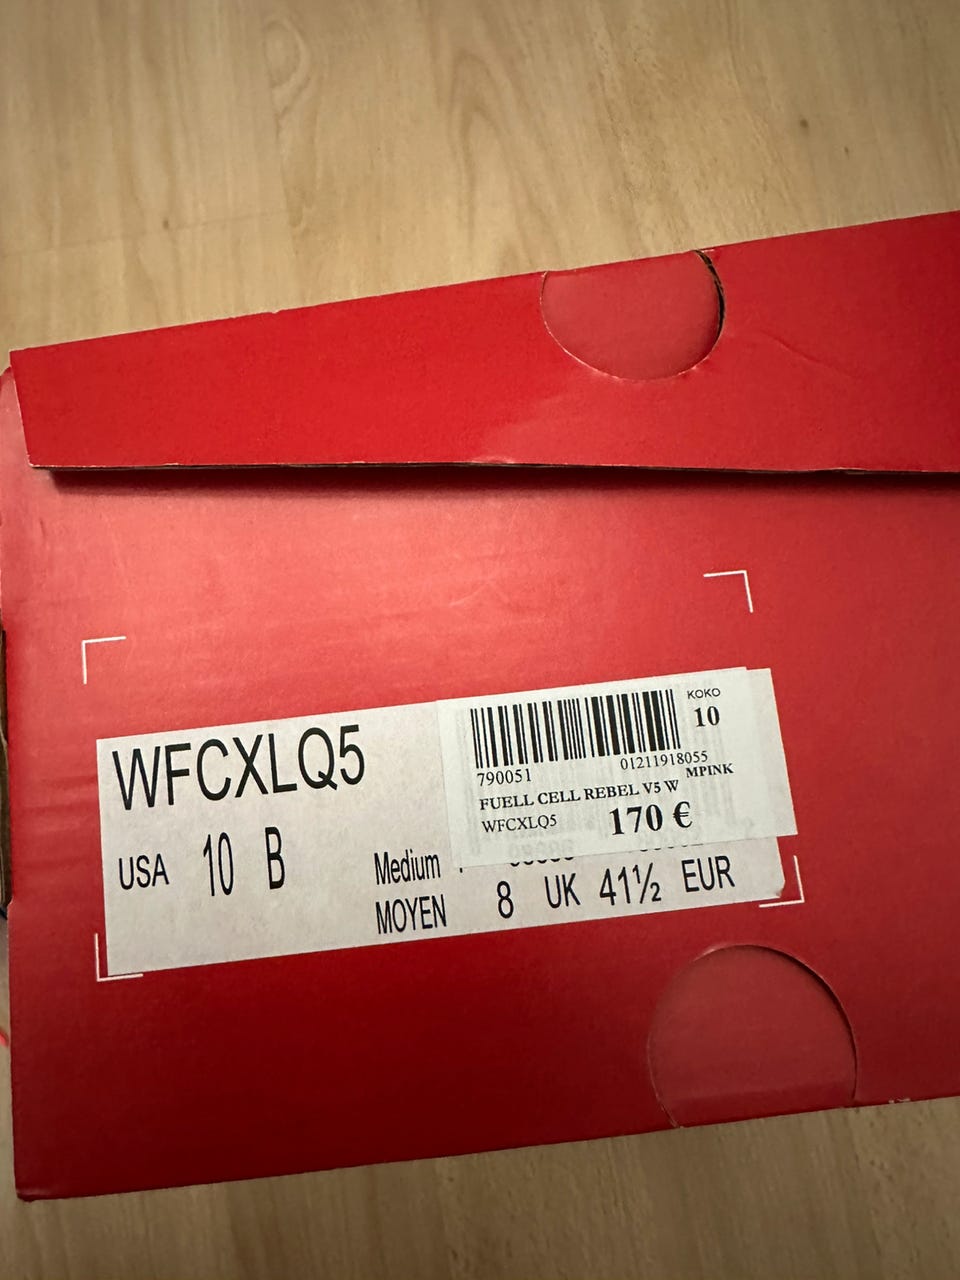 WFCXLQ5
USA 10 B
Medium
MOYEN
8 UK 41½ EUR
KOKO
10
790051 01211918055
MPINK
FUELL CELL REBEL V5 W
WFCXLQ5 170 €